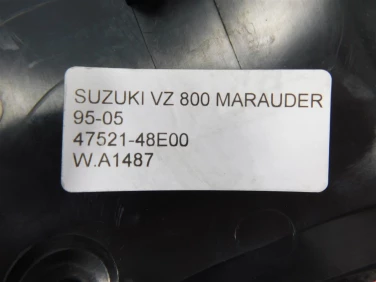 SUZUKI VZ 800 MARAUDER
95-05
47521-48E00
W.A1487